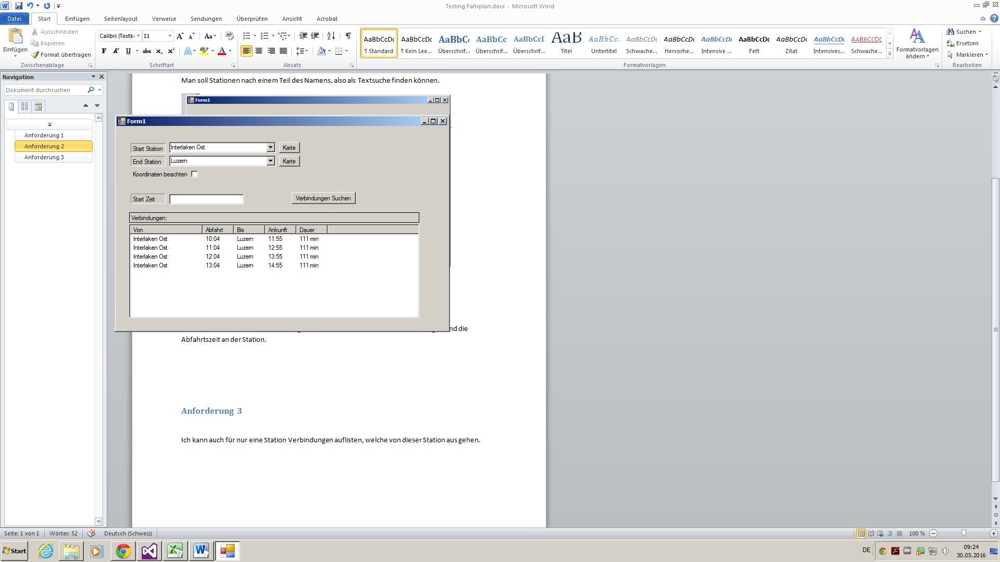 Testing Fahrplan.docx - Microsoft Word
Datei Start Einfügen Seitenlayout Verweise Sendungen Überprüfen Ansicht Acrobat
Einfügen
Ausschneiden
Kopieren
Format übertragen
Zwischenablage
Calibri (Textk 11
Schriftart
Absatz
AaBbCcDc AaBbCcDc AaBbCc AaBbCc AaBbCcI AaB AaBbCc. AaBbCcDc AaBbCcDc AaBbCcDc AaBbCcDc AaBbCcDc AaBbCcDc AABBCCDC
¶ Standard ¶ Kein Lee... Überschrif... Überschrif... Überschrif... Titel Untertitel Schwache... Hervorhe... Intensive ... Fett Zitat Intensives... Schwache...
Formatvorlagen ändern
Formatvorlagen
Suchen
Ersetzen
Markieren
Bearbeiten
Navigation
Dokument durchsuchen
Anforderung 1
Anforderung 2
Anforderung 3
Man soll Stationen nach einem Teil des Namens, also als Textsuche finden können.
Form1
Form1
Start Station Interlaken Ost Karte
End Station Luzern Karte
Koordinaten beachten
Start Zeit Verbindungen Suchen
Verbindungen:
Von Abfahrt Bis Ankunft Dauer
Interlaken Ost 10:04 Luzern 11:55 111 min
Interlaken Ost 11:04 Luzern 12:55 111 min
Interlaken Ost 12:04 Luzern 13:55 111 min
Interlaken Ost 13:04 Luzern 14:55 111 min
nd die
Abfahrtszeit an der Station.
Anforderung 3
Ich kann auch für nur eine Station Verbindungen auflisten, welche von dieser Station aus gehen.
Seite: 1 von 1 Wörter: 52 Deutsch (Schweiz) 100 %
Start DE 09:24
30.05.2016